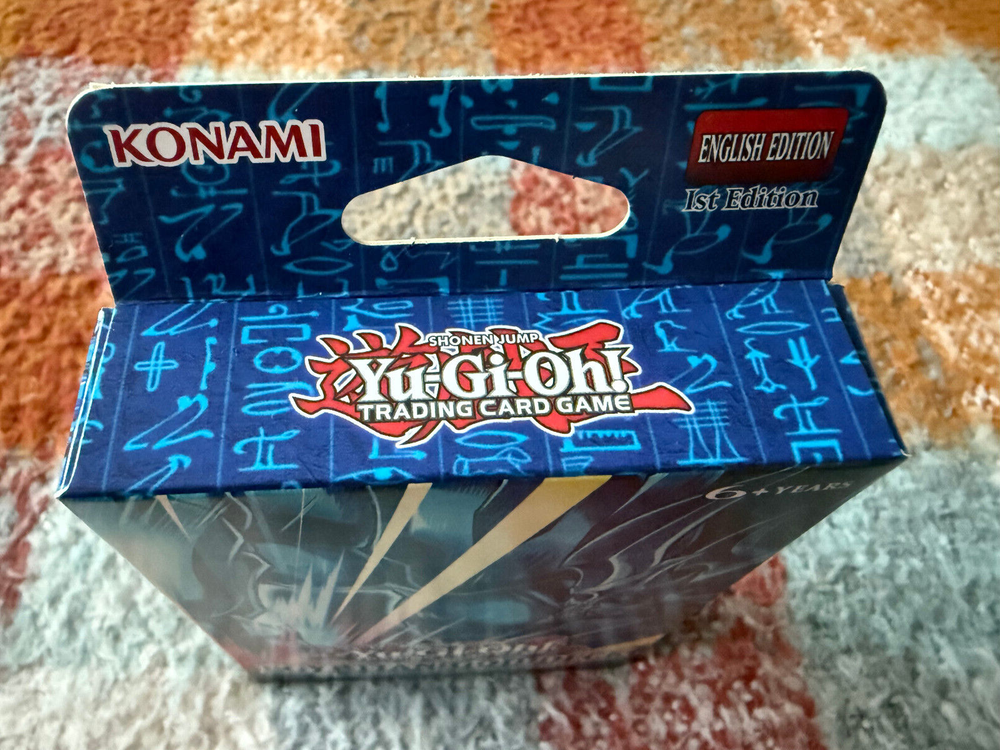 KONAMI
ENGLISH EDITION
1st Edition
SHONEN JUMP
Yu-Gi-Oh!
TRADING CARD GAME
6+ YEARS